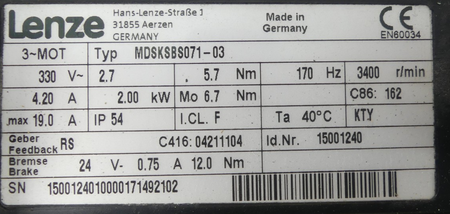 Lenze
Hans-Lenze-Straße 1
31855 Aerzen
GERMANY
Made in
Germany
CE
EN60034
3~MOT Typ MDSKSBS071-03
330 V~ 2.7 5.7 Nm 170 Hz 3400 r/min
4.20 A 2.00 kW Mo 6.7 Nm C86: 162
max 19.0 A IP 54 I.CL. F Ta 40°C KTY
Geber
Feedback RS C416: 04211104 Id.Nr. 15001240
Bremse
Brake 24 V- 0.75 A 12.0 Nm
SN 1500124010000171492102